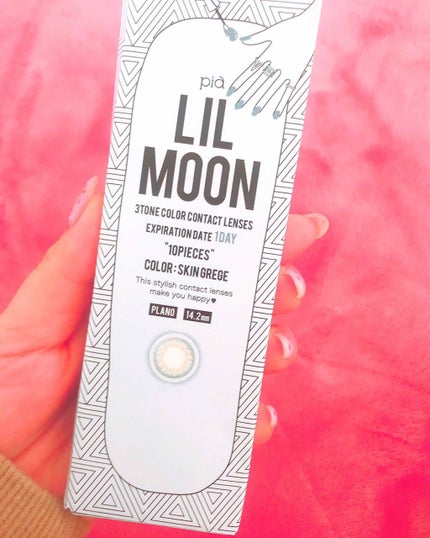 pia
LIL
MOON
3TONE COLOR CONTACT LENSES
EXPIRATION DATE 1DAY
"10PIECES"
COLOR : SKIN GREGE
This stylish contact lenses
make you happy♥
PLANO 14.2mm